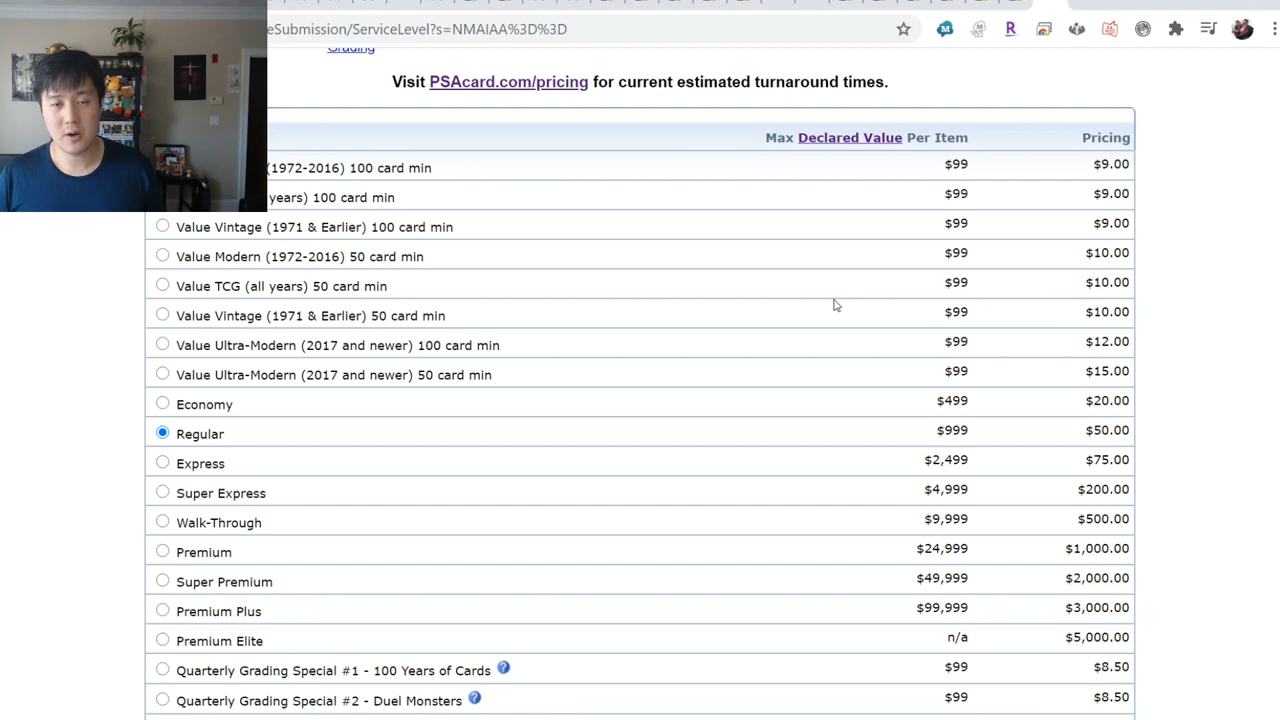 eSubmission/ServiceLevel?s=NMAIAA%3D%3D
Grading
Visit PSAcard.com/pricing for current estimated turnaround times.
Max Declared Value Per Item Pricing
(1972-2016) 100 card min $99 $9.00
years) 100 card min $99 $9.00
Value Vintage (1971 & Earlier) 100 card min $99 $9.00
Value Modern (1972-2016) 50 card min $99 $10.00
Value TCG (all years) 50 card min $99 $10.00
Value Vintage (1971 & Earlier) 50 card min $99 $10.00
Value Ultra-Modern (2017 and newer) 100 card min $99 $12.00
Value Ultra-Modern (2017 and newer) 50 card min $99 $15.00
Economy $499 $20.00
Regular $999 $50.00
Express $2,499 $75.00
Super Express $4,999 $200.00
Walk-Through $9,999 $500.00
Premium $24,999 $1,000.00
Super Premium $49,999 $2,000.00
Premium Plus $99,999 $3,000.00
Premium Elite n/a $5,000.00
Quarterly Grading Special #1 - 100 Years of Cards ? $99 $8.50
Quarterly Grading Special #2 - Duel Monsters ? $99 $8.50